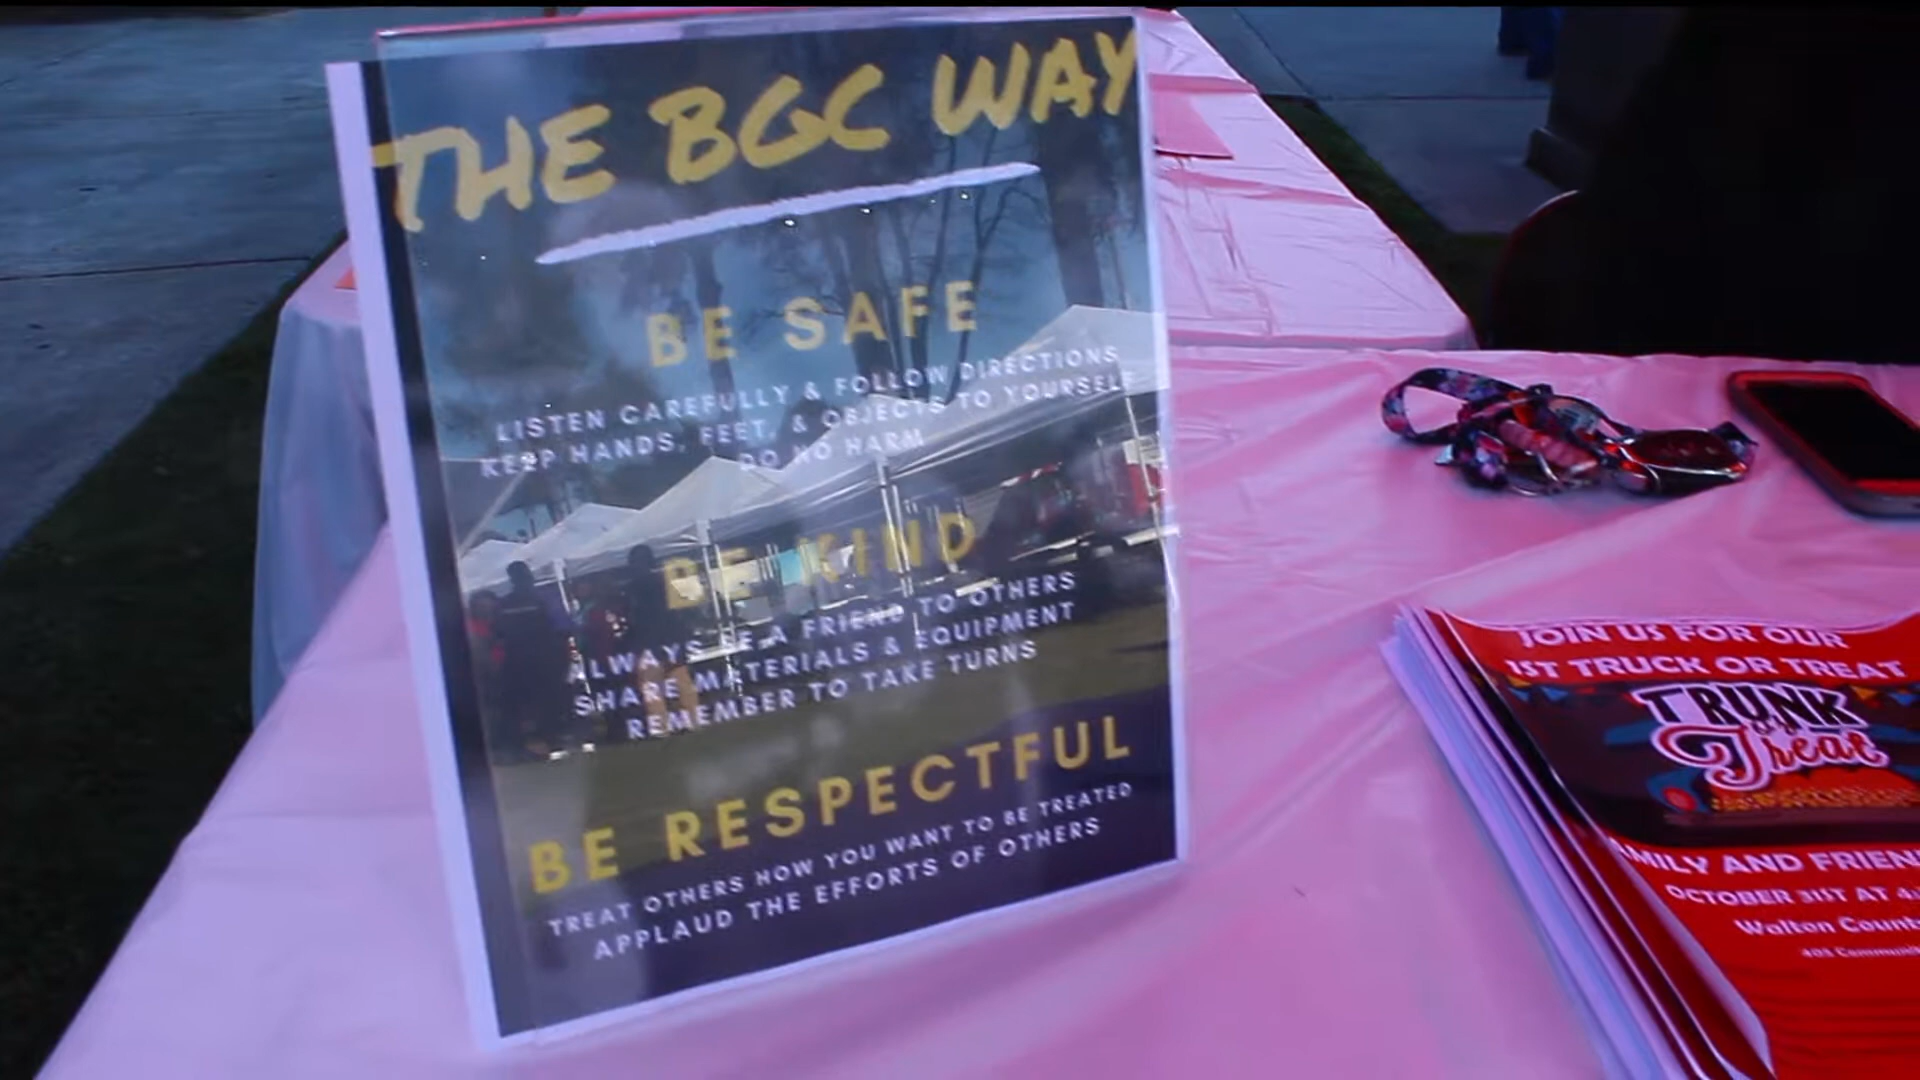 THE BGC WAY
BE SAFE
LISTEN CAREFULLY & FOLLOW DIRECTIONS
KEEP HANDS, FEET, & OBJECTS TO YOURSELF
DO NO HARM
BE KIND
ALWAYS BE A FRIEND TO OTHERS
SHARE MATERIALS & EQUIPMENT
REMEMBER TO TAKE TURNS
BE RESPECTFUL
TREAT OTHERS HOW YOU WANT TO BE TREATED
APPLAUD THE EFFORTS OF OTHERS
JOIN US FOR OUR
1ST TRUCK OR TREAT
TRUNK
or
Treat
AND
OCTOBER 31ST AT
Walton
403